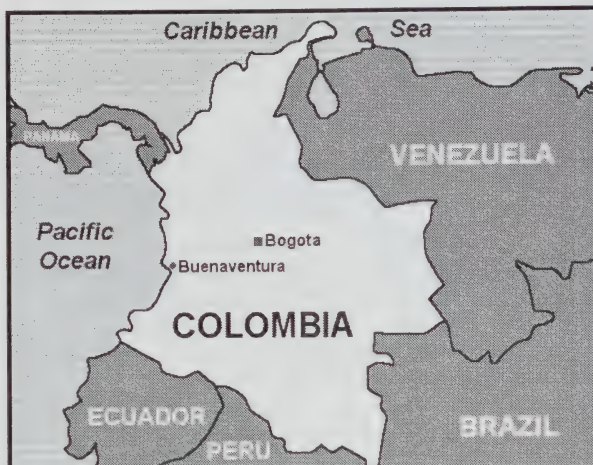 Caribbean Sea
PANAMA
VENEZUELA
Pacific
Ocean
Bogota
Buenaventura
COLOMBIA
ECUADOR
PERU
BRAZIL